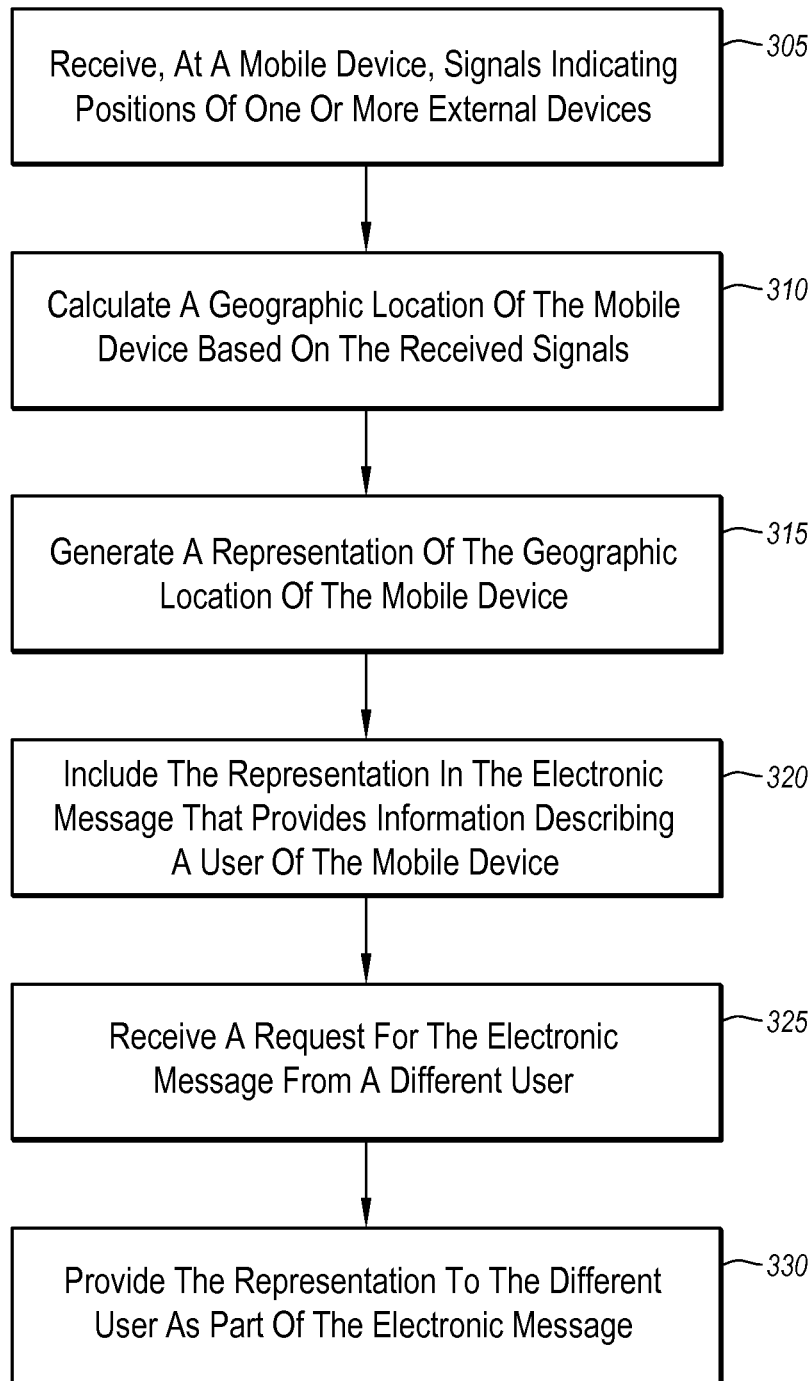 Receive, At A Mobile Device, Signals Indicating
Positions Of One Or More External Devices
305
Calculate A Geographic Location Of The Mobile
Device Based On The Received Signals
310
Generate A Representation Of The Geographic
Location Of The Mobile Device
315
Include The Representation In The Electronic
Message That Provides Information Describing
A User Of The Mobile Device
320
Receive A Request For The Electronic
Message From A Different User
325
Provide The Representation To The Different
User As Part Of The Electronic Message
330